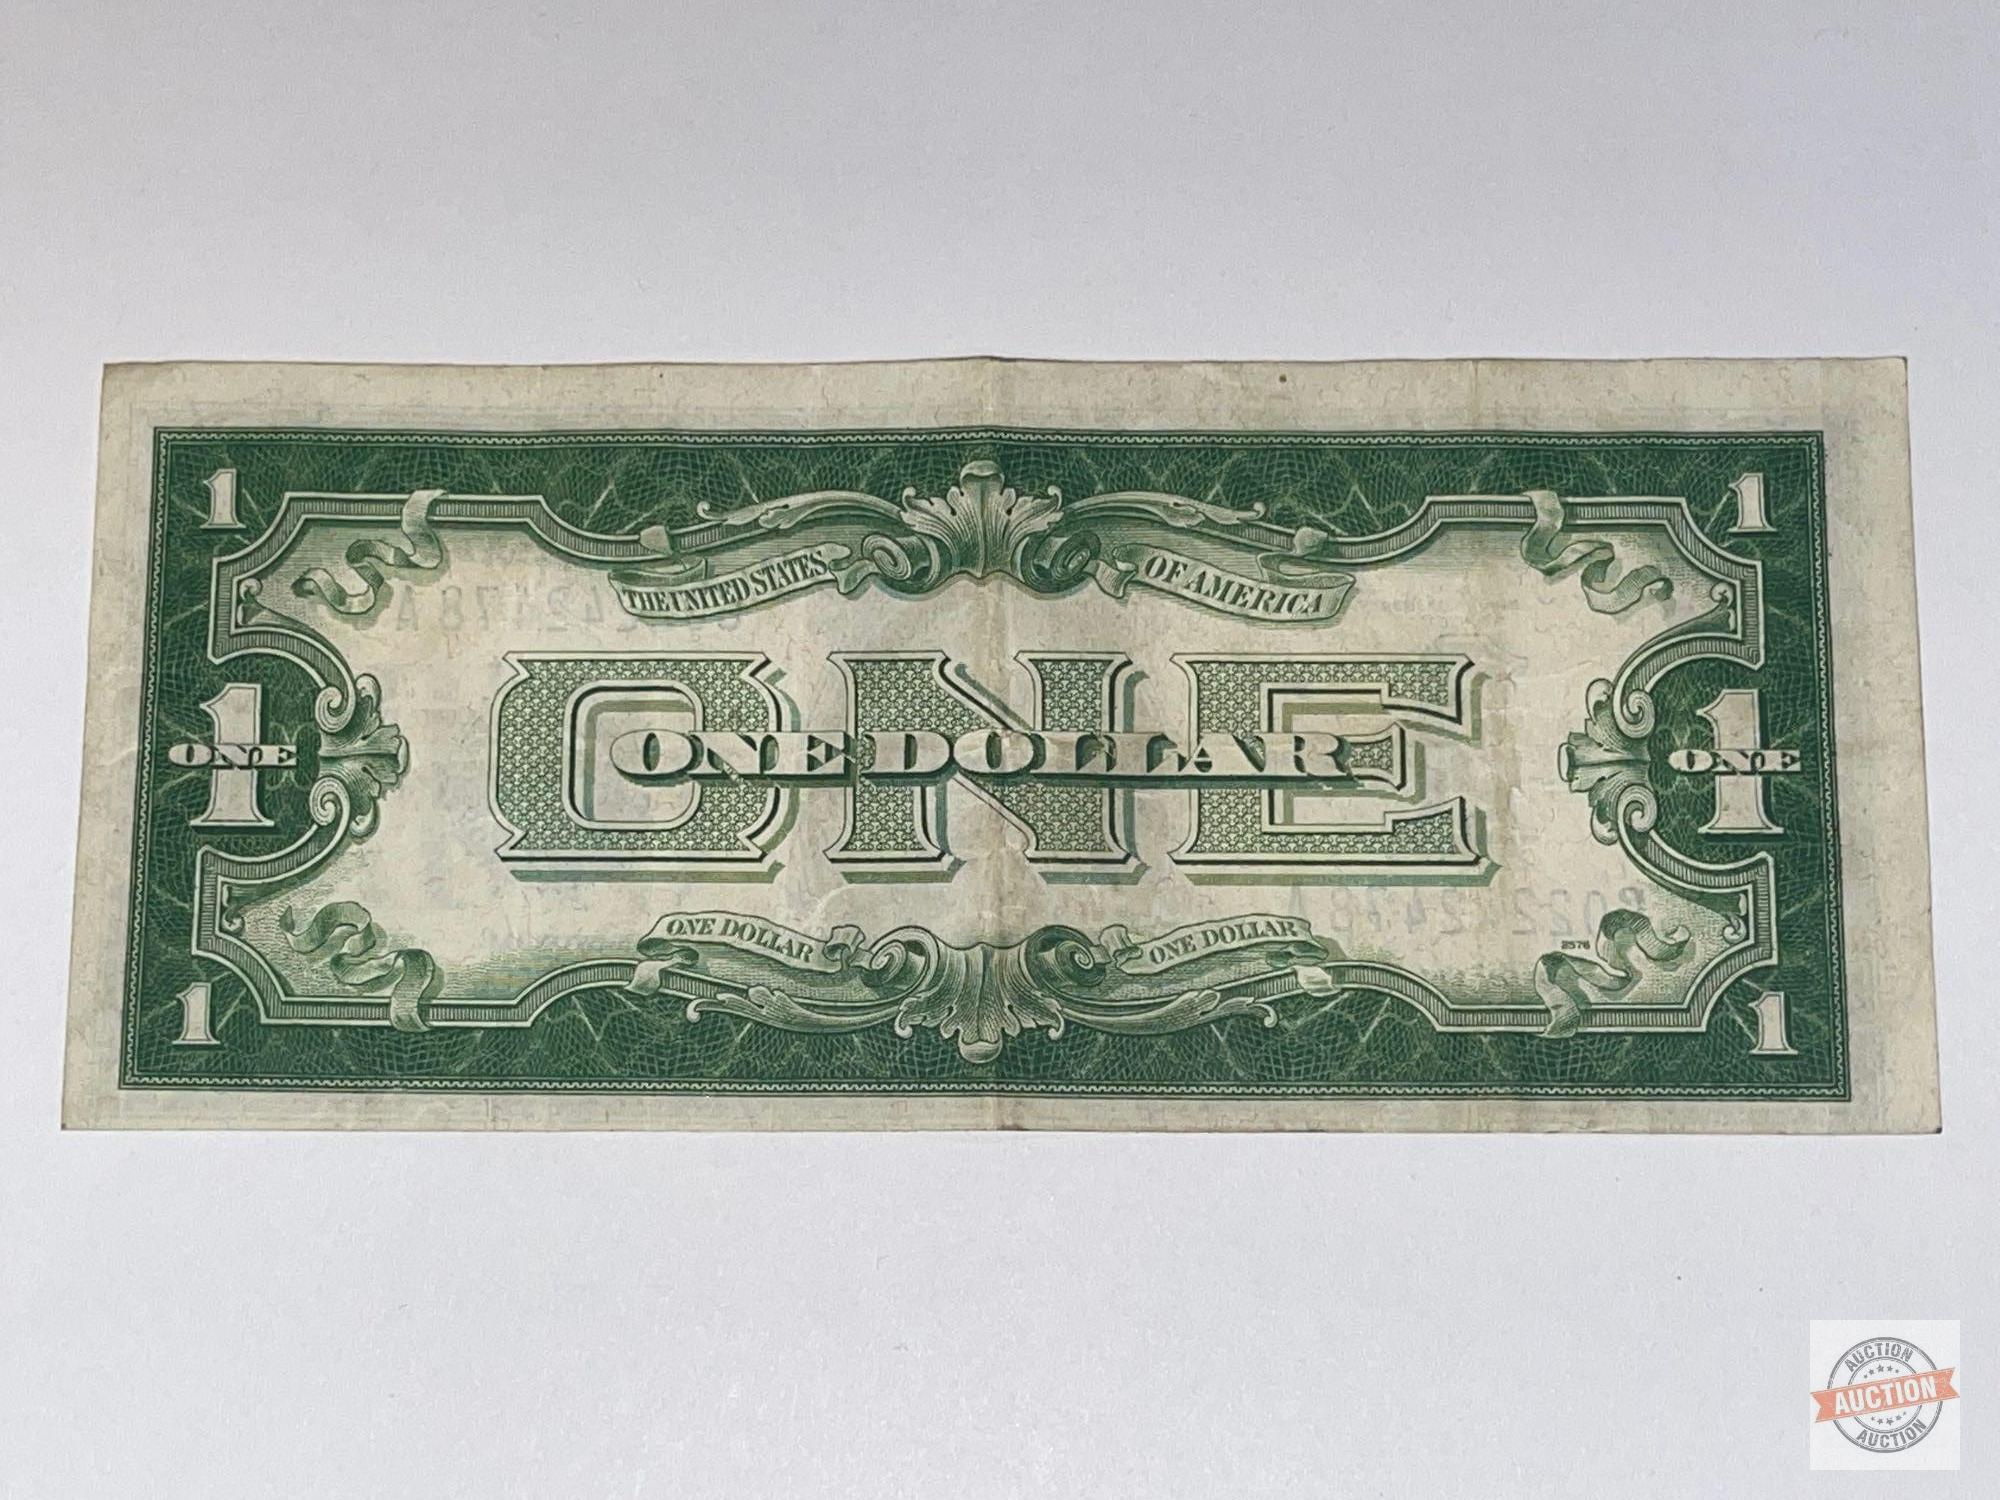 1 1
THE UNITED STATES OF AMERICA
ONE
1 ONE ONE DOLLAR 1 ONE
ONE DOLLAR ONE DOLLAR
2578
1 1
AUCTION
AUCTION
AUCTION